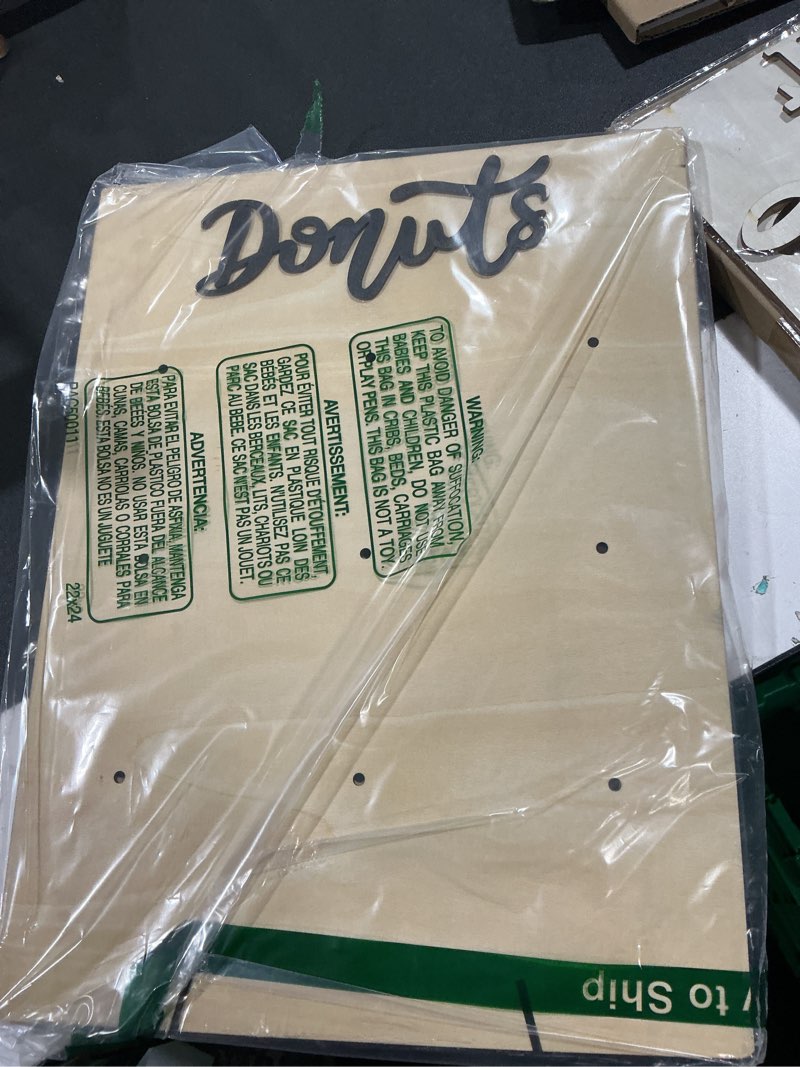 Donuts
WARNING:
TO AVOID DANGER OF SUFFOCATION,
KEEP THIS PLASTIC BAG AWAY FROM
BABIES AND CHILDREN. DO NOT USE
THIS BAG IN CRIBS, BEDS, CARRIAGES
OR PLAY PENS. THIS BAG IS NOT A TOY.
AVERTISSEMENT:
POUR ÉVITER TOUT RISQUE D'ÉTOUFFEMENT,
GARDEZ CE SAC EN PLASTIQUE LOIN DES
BÉBÉS ET LES ENFANTS. N'UTILISEZ PAS CE
SAC DANS LES BERCEAUX, LITS, CHARIOTS OU
PARC AU BEBE. CE SAC N'EST PAS UN JOUET.
ADVERTENCIA:
PARA EVITAR EL PELIGRO DE ASFIXIA, MANTENGA
ESTA BOLSA DE PLASTICO FUERA DEL ALCANCE
DE BEBES Y NINOS. NO USAR ESTA BOLSA EN
CUNAS, CAMAS, CARRIOLAS O CORRALES PARA
BEBES. ESTA BOLSA NO ES UN JUGUETE
22x24
to Ship